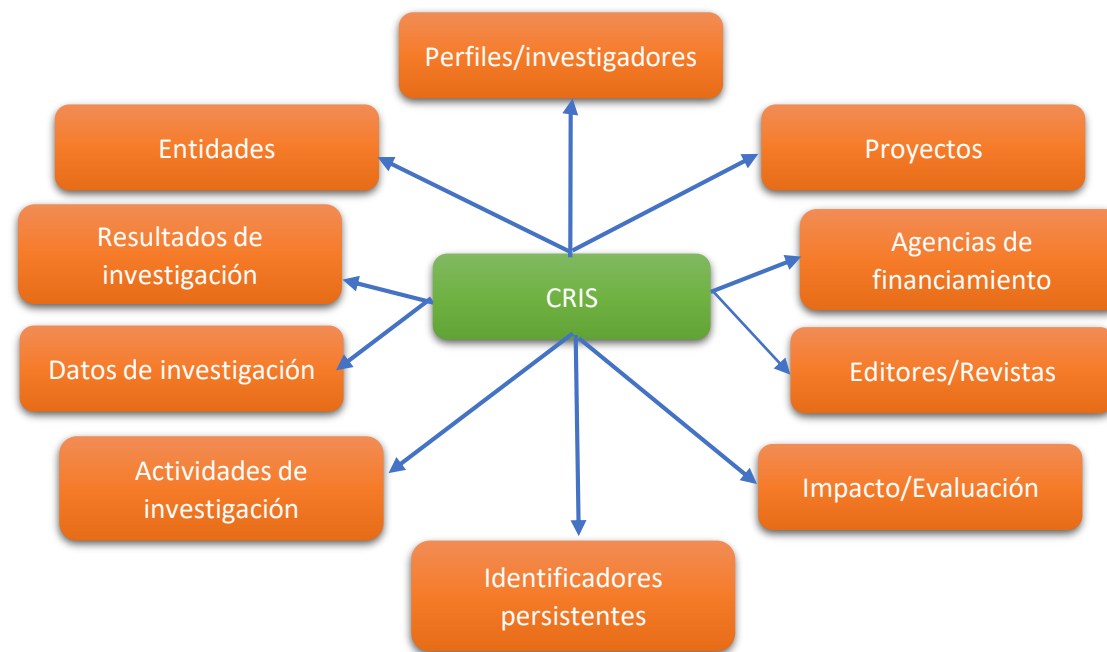 Perfiles/investigadores
Entidades
Proyectos
Resultados de
investigación
Agencias de
financiamiento
CRIS
Datos de investigación
Editores/Revistas
Actividades de
investigación
Impacto/Evaluación
Identificadores
persistentes